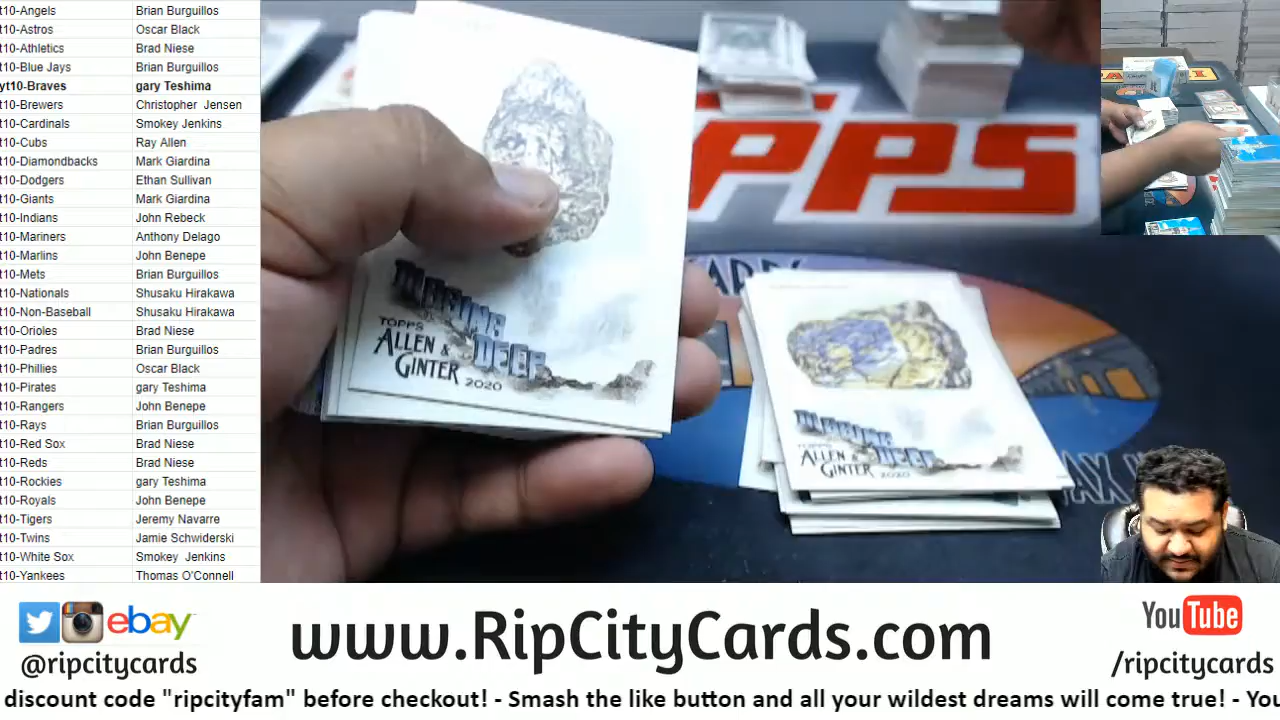 t10-Angels Brian Burguillos
t10-Astros Oscar Black
t10-Athletics Brad Niese
t10-Blue Jays Brian Burguillos
yt10-Braves gary Teshima
t10-Brewers Christopher Jensen
t10-Cardinals Smokey Jenkins
t10-Cubs Ray Allen
t10-Diamondbacks Mark Giardina
t10-Dodgers Ethan Sullivan
t10-Giants Mark Giardina
t10-Indians John Rebeck
t10-Mariners Anthony Delago
t10-Marlins John Benepe
t10-Mets Brian Burguillos
t10-Nationals Shusaku Hirakawa
t10-Non-Baseball Shusaku Hirakawa
t10-Orioles Brad Niese
t10-Padres Brian Burguillos
t10-Phillies Oscar Black
t10-Pirates gary Teshima
t10-Rangers John Benepe
t10-Rays Brian Burguillos
t10-Red Sox Brad Niese
t10-Reds Brad Niese
t10-Rockies gary Teshima
t10-Royals John Benepe
t10-Tigers Jeremy Navarre
t10-Twins Jamie Schwiderski
t10-White Sox Smokey Jenkins
t10-Yankees Thomas O'Connell
PPS
DEEP
TOPPS
ALLEN &
GINTER 2020
TOPPS
ALLEN &
GINTER 2020
ebay
@ripcitycards
www.RipCityCards.com
YouTube
/ripcitycards
discount code "ripcityfam" before checkout! - Smash the like button and all your wildest dreams will come true! - You